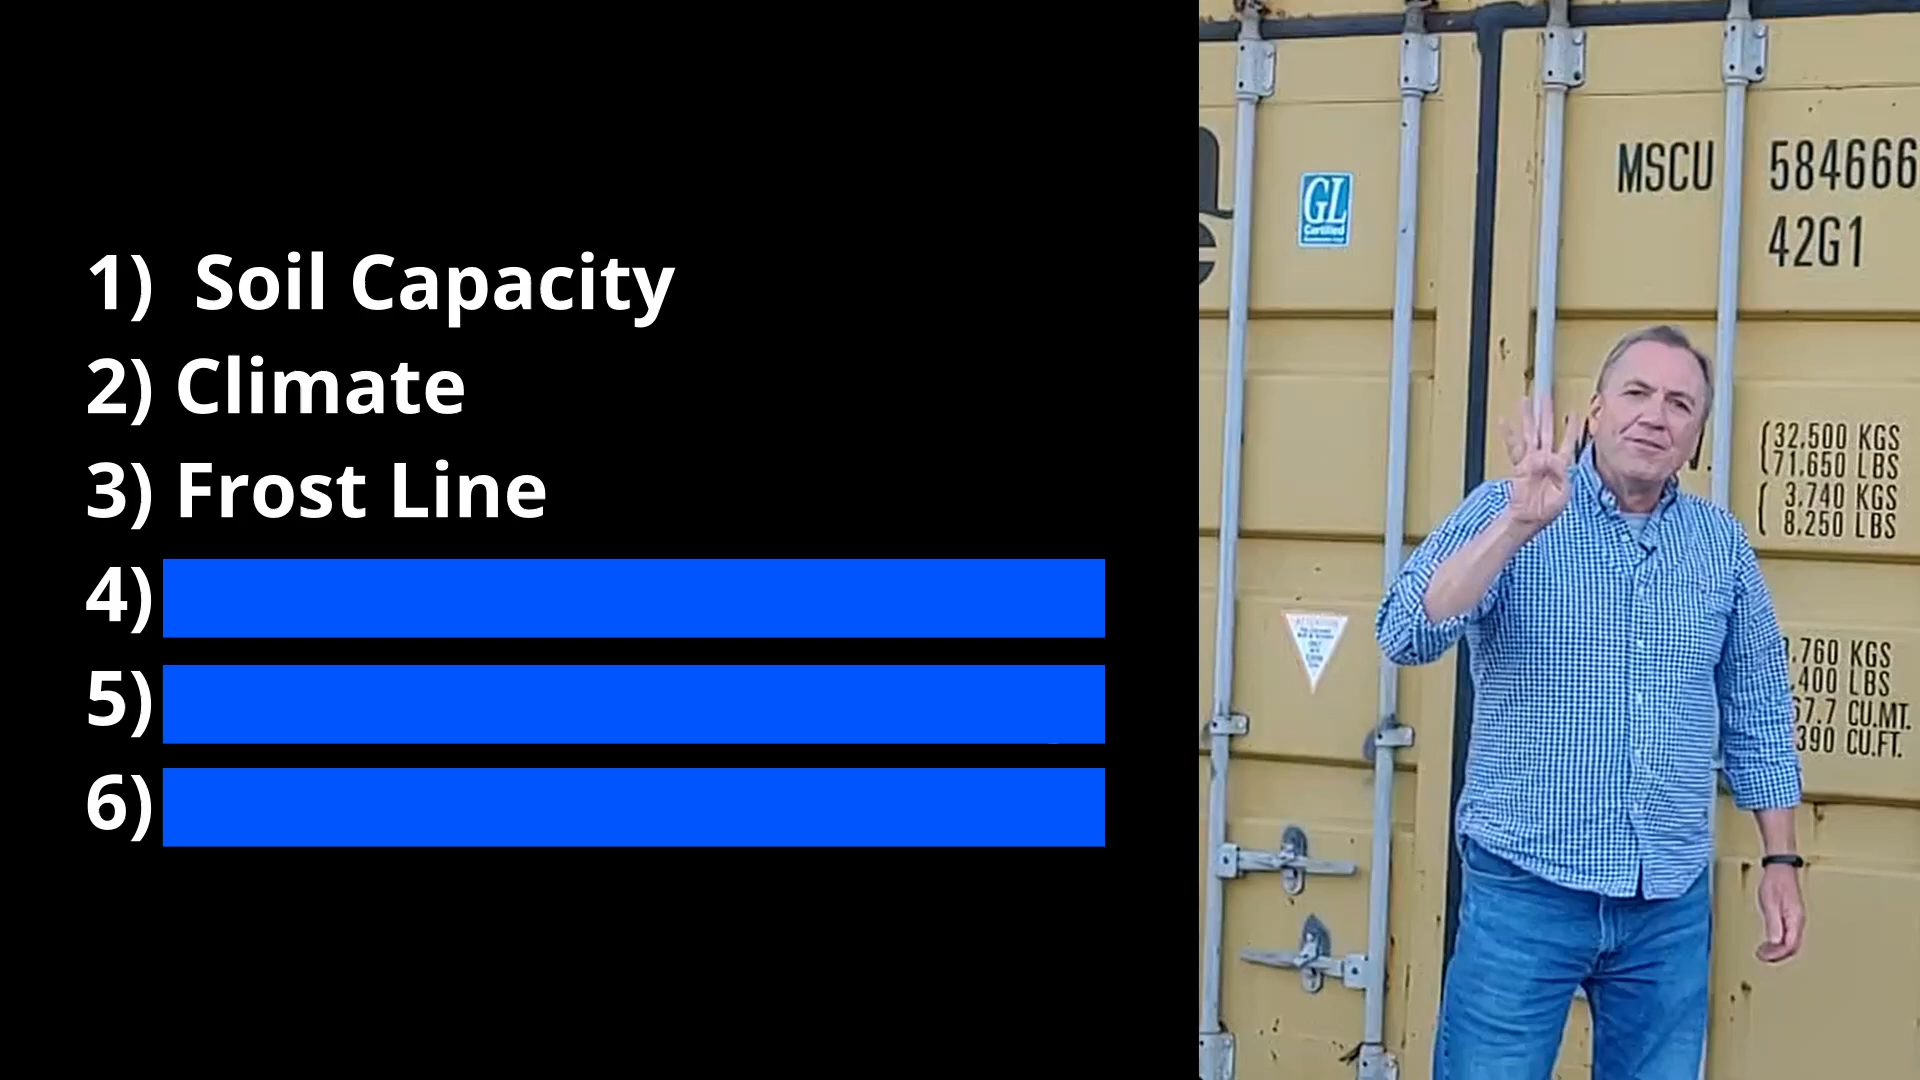 1) Soil Capacity
2) Climate
3) Frost Line
4)
5)
6)
GL
Certified
MSCU 584666
42G1
32.500 KGS
71.650 LBS
3.740 KGS
8.250 LBS
.760 KGS
.400 LBS
67.7 CU.MT.
390 CU.FT.
ATTENTION